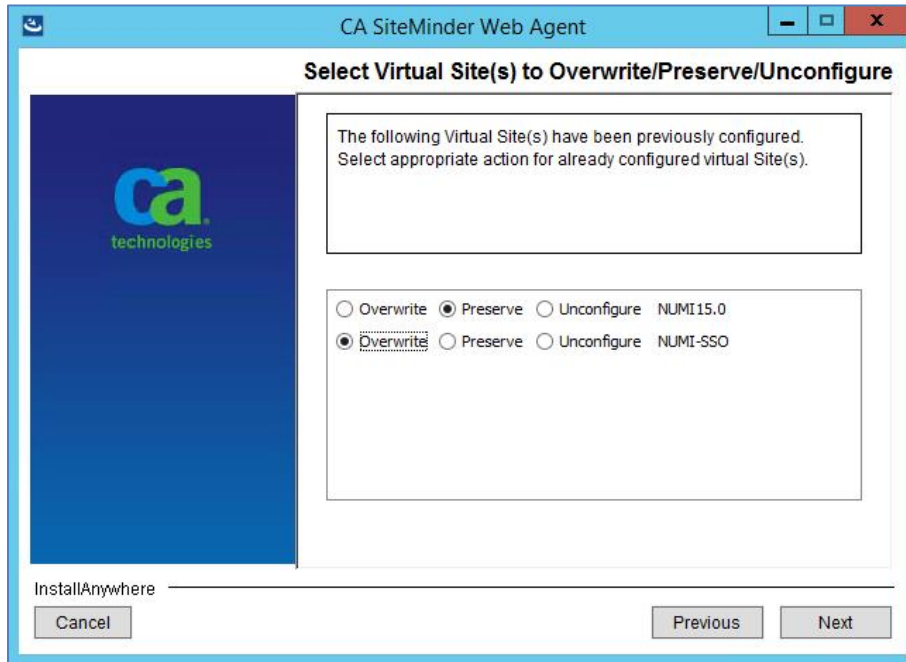 CA SiteMinder Web Agent
Select Virtual Site(s) to Overwrite/Preserve/Unconfigure
ca
technologies
The following Virtual Site(s) have been previously configured.
Select appropriate action for already configured virtual Site(s).
Overwrite Preserve Unconfigure NUMI15.0
Overwrite Preserve Unconfigure NUMI-SSO
InstallAnywhere
Cancel Previous Next